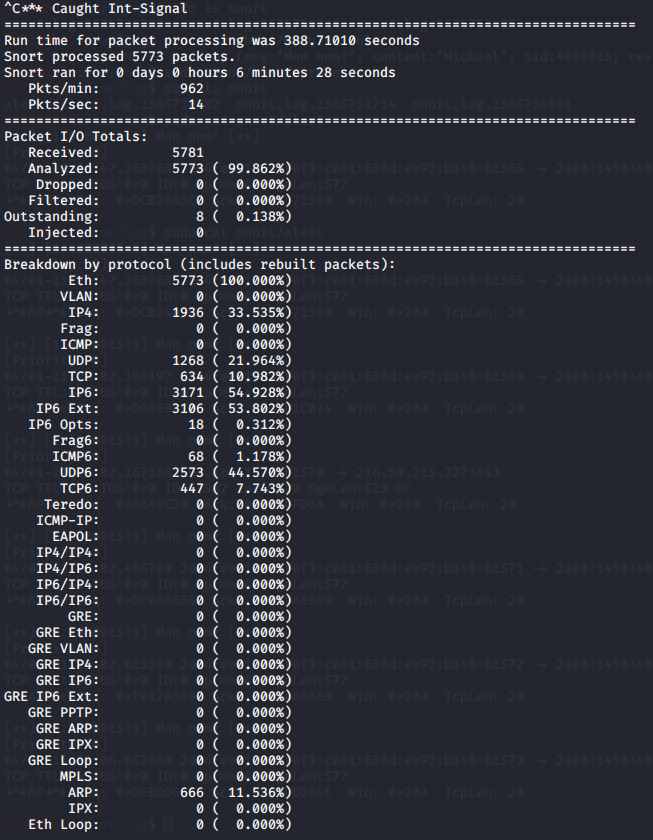 ^C*** Caught Int-Signal
===============================================================================
Run time for packet processing was 388.71010 seconds
Snort processed 5773 packets.
Snort ran for 0 days 0 hours 6 minutes 28 seconds
   Pkts/min:          962
   Pkts/sec:           14
===============================================================================
Packet I/O Totals:
   Received:         5781
   Analyzed:         5773 ( 99.862%)
    Dropped:            0 (  0.000%)
   Filtered:            0 (  0.000%)
Outstanding:            8 (  0.138%)
   Injected:            0
===============================================================================
Breakdown by protocol (includes rebuilt packets):
        Eth:         5773 (100.000%)
       VLAN:            0 (  0.000%)
        IP4:         1936 ( 33.535%)
       Frag:            0 (  0.000%)
       ICMP:            0 (  0.000%)
        UDP:         1268 ( 21.964%)
        TCP:          634 ( 10.982%)
        IP6:         3171 ( 54.928%)
    IP6 Ext:         3106 ( 53.802%)
   IP6 Opts:           18 (  0.312%)
      Frag6:            0 (  0.000%)
      ICMP6:           68 (  1.178%)
       UDP6:         2573 ( 44.570%)
       TCP6:          447 (  7.743%)
     Teredo:            0 (  0.000%)
    ICMP-IP:            0 (  0.000%)
      EAPOL:            0 (  0.000%)
    IP4/IP4:            0 (  0.000%)
    IP4/IP6:            0 (  0.000%)
    IP6/IP4:            0 (  0.000%)
    IP6/IP6:            0 (  0.000%)
        GRE:            0 (  0.000%)
    GRE Eth:            0 (  0.000%)
   GRE VLAN:            0 (  0.000%)
    GRE IP4:            0 (  0.000%)
    GRE IP6:            0 (  0.000%)
GRE IP6 Ext:            0 (  0.000%)
   GRE PPTP:            0 (  0.000%)
    GRE ARP:            0 (  0.000%)
    GRE IPX:            0 (  0.000%)
   GRE Loop:            0 (  0.000%)
       MPLS:            0 (  0.000%)
        ARP:          666 ( 11.536%)
        IPX:            0 (  0.000%)
   Eth Loop:            0 (  0.000%)